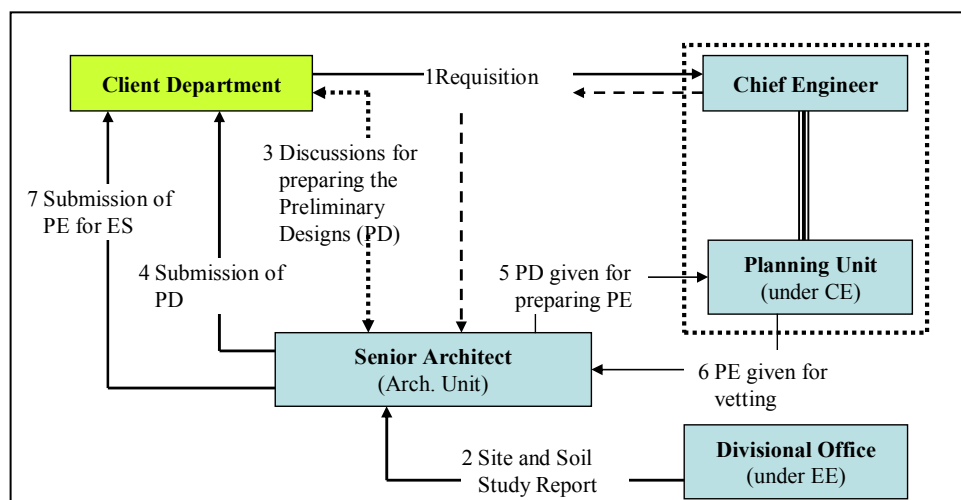 Client Department
1Requisition
Chief Engineer
3 Discussions for
preparing the
Preliminary
Designs (PD)
7 Submission of
PE for ES
4 Submission of
PD
5 PD given for
preparing PE
Planning Unit
(under CE)
Senior Architect
(Arch. Unit)
6 PE given for
vetting
2 Site and Soil
Study Report
Divisional Office
(under EE)